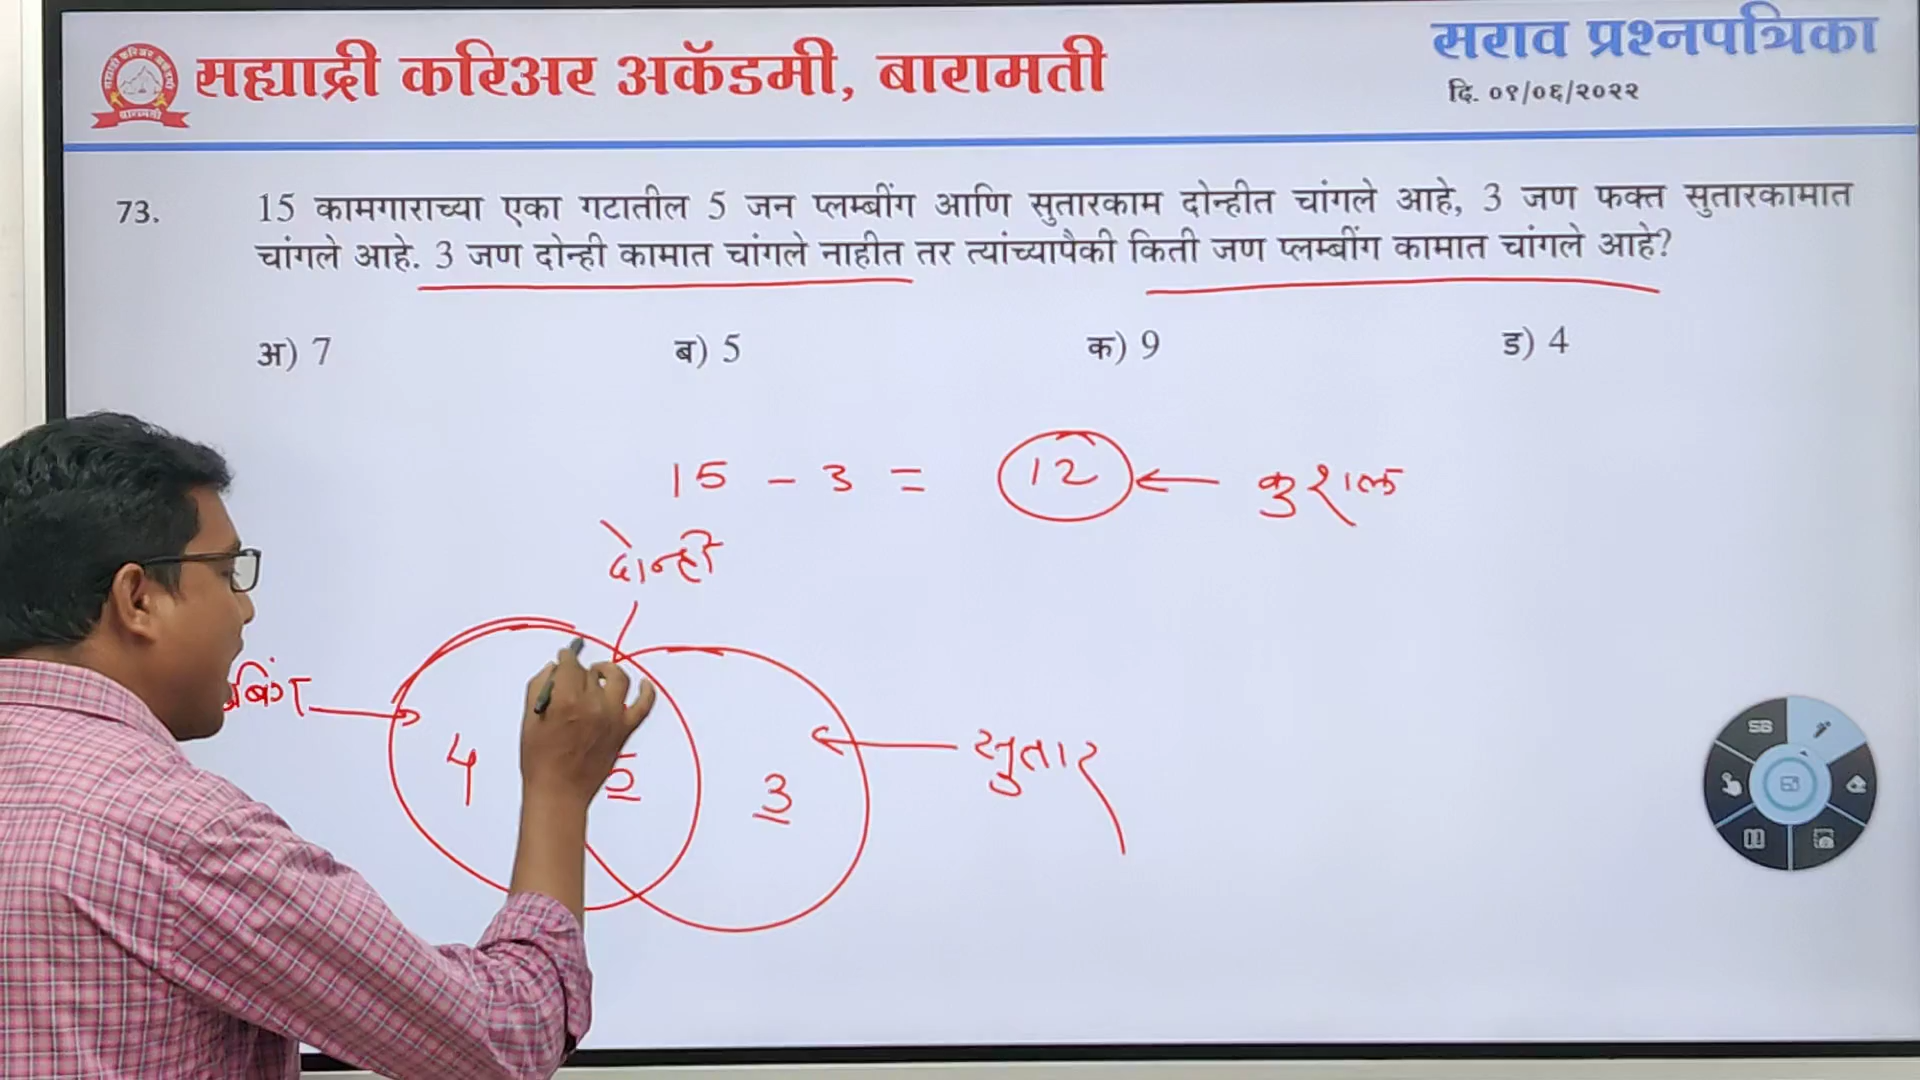 सह्याद्री करिअर अकॅडमी, बारामती
सराव प्रश्नपत्रिका
दि. ०९/०६/२०२२
73. 15 कामगाराच्या एका गटातील 5 जन प्लम्बींग आणि सुतारकाम दोन्हीत चांगले आहे, 3 जण फक्त सुतारकामात
चांगले आहे. 3 जण दोन्ही कामात चांगले नाहीत तर त्यांच्यापैकी किती जण प्लम्बींग कामात चांगले आहे?
अ) 7 ब) 5 क) 9 ड) 4
15 - 3 = 12 ← कुशल
दोन्ही
4 5 3
सुतार